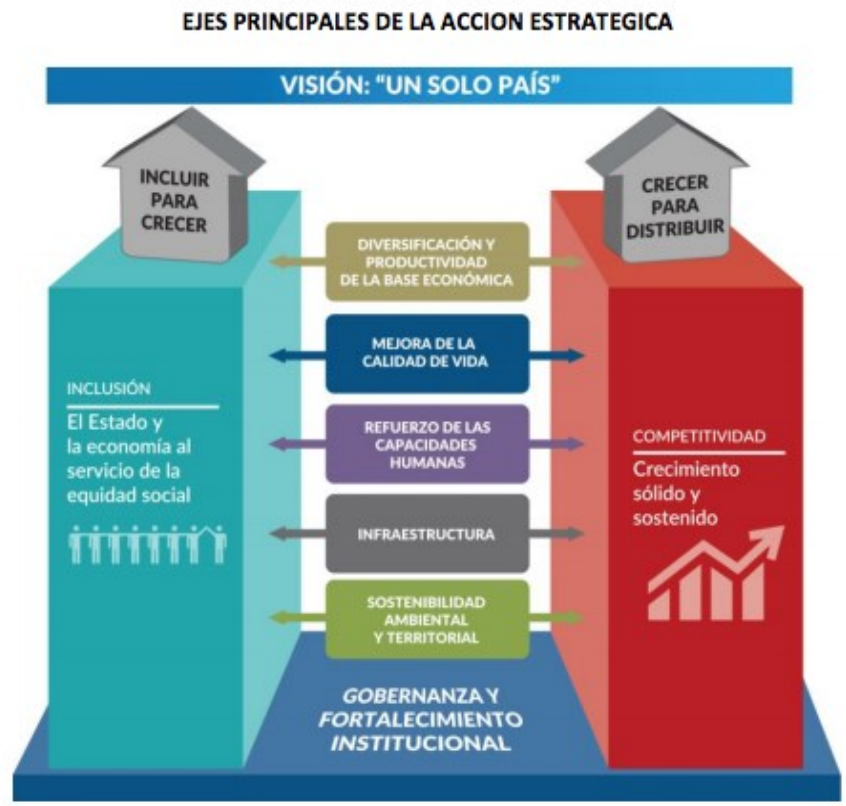 EJES PRINCIPALES DE LA ACCION ESTRATEGICA
VISIÓN: “UN SOLO PAÍS”
INCLUIR
PARA
CRECER
CRECER
PARA
DISTRIBUIR
DIVERSIFICACIÓN Y
PRODUCTIVIDAD
DE LA BASE ECONÓMICA
MEJORA DE LA
CALIDAD DE VIDA
INCLUSIÓN
El Estado y
la economía al
servicio de la
equidad social
REFUERZO DE LAS
CAPACIDADES
HUMANAS
COMPETITIVIDAD
Crecimiento
sólido y
sostenido
INFRAESTRUCTURA
SOSTENIBILIDAD
AMBIENTAL
Y TERRITORIAL
GOBERNANZA Y
FORTALECIMIENTO
INSTITUCIONAL